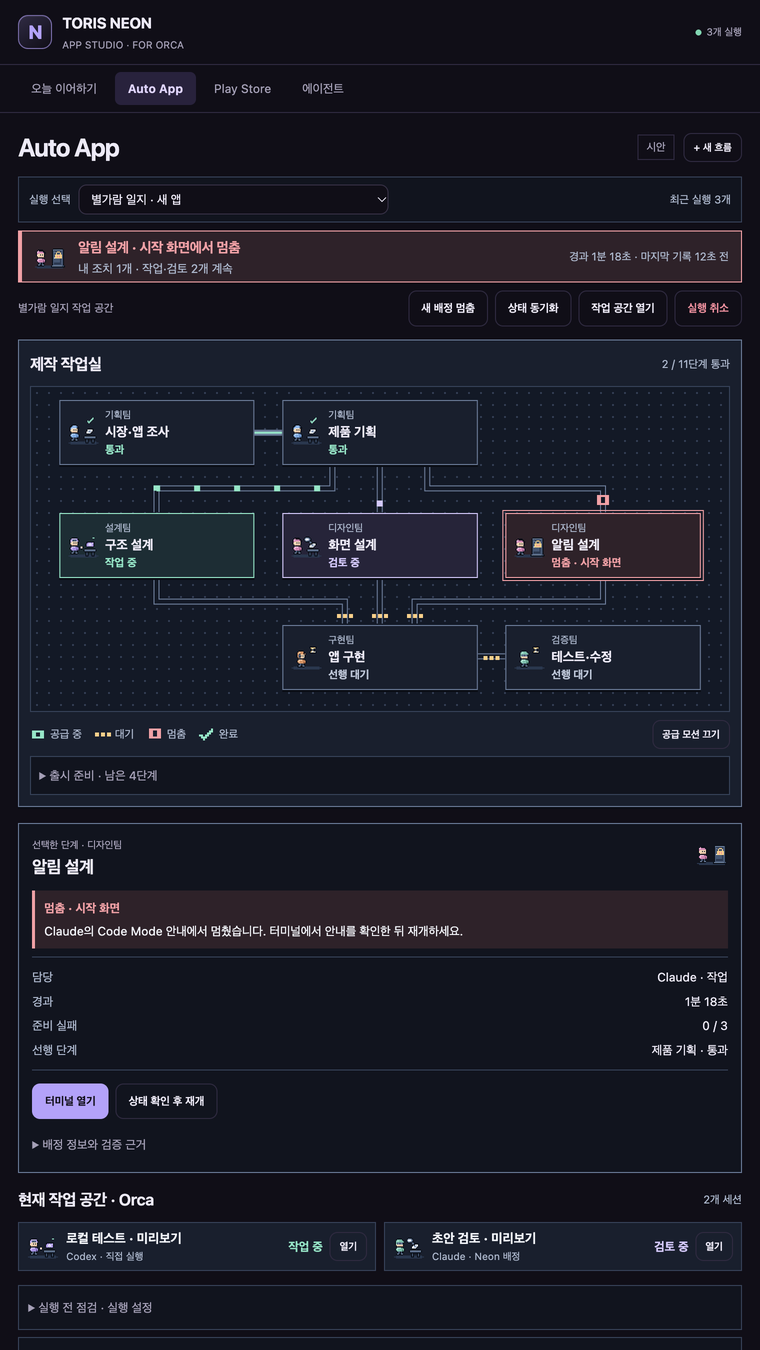 N
TORIS NEON
APP STUDIO · FOR ORCA
3개 실행
오늘 이어하기
Auto App
Play Store
에이전트
Auto App
시안
+ 새 흐름
실행 선택
별가람 일지 · 새 앱
최근 실행 3개
알림 설계 · 시작 화면에서 멈춤
내 조치 1개 · 작업·검토 2개 계속
경과 1분 18초 · 마지막 기록 12초 전
별가람 일지 작업 공간
새 배정 멈춤
상태 동기화
작업 공간 열기
실행 취소
제작 작업실
2 / 11단계 통과
기획팀
시장·앱 조사
통과
기획팀
제품 기획
통과
설계팀
구조 설계
작업 중
디자인팀
화면 설계
검토 중
디자인팀
알림 설계
멈춤 · 시작 화면
구현팀
앱 구현
선행 대기
검증팀
테스트·수정
선행 대기
공급 중
대기
멈춤
완료
공급 모션 끄기
▶ 출시 준비 · 남은 4단계
선택한 단계 · 디자인팀
알림 설계
멈춤 · 시작 화면
Claude의 Code Mode 안내에서 멈췄습니다. 터미널에서 안내를 확인한 뒤 재개하세요.
담당
Claude · 작업
경과
1분 18초
준비 실패
0 / 3
선행 단계
제품 기획 · 통과
터미널 열기
상태 확인 후 재개
▶ 배정 정보와 검증 근거
현재 작업 공간 · Orca
2개 세션
로컬 테스트 · 미리보기
Codex · 직접 실행
작업 중
열기
초안 검토 · 미리보기
Claude · Neon 배정
검토 중
열기
▶ 실행 전 점검 · 실행 설정